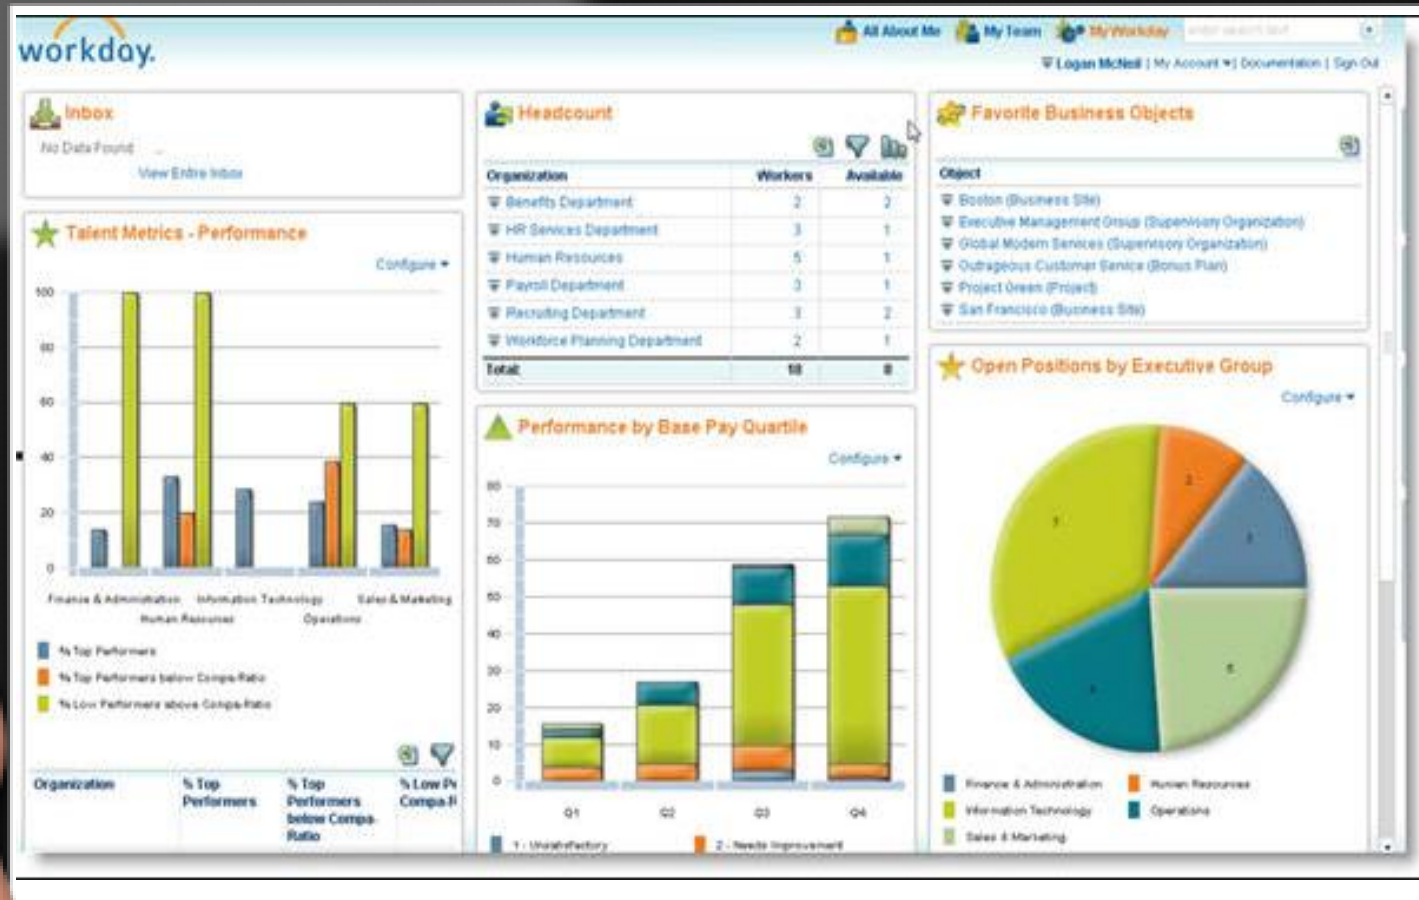 workday.
All About Me
My Team
My Workday
Logan McNeil | My Account | Documentation | Sign Out
Inbox
No Data Found
View Entire Inbox
Talent Metrics - Performance
Configure
100
80
60
40
20
0
Finance & Administration
Information Technology
Sales & Marketing
Human Resources
Operations
% Top Performers
% Top Performers below Compa-Ratio
% Low Performers above Compa-Ratio
Organization
% Top Performers
% Top Performers below Compa-Ratio
% Low
Headcount
Organization Workers Available
Benefits Department 2 2
HR Services Department 3 1
Human Resources 5 1
Payroll Department 3 1
Recruiting Department 3 2
Workforce Planning Department 2 1
Total: 18 8
Performance by Base Pay Quartile
Configure
80
70
60
50
40
30
20
10
0
Q1 Q2 Q3 Q4
1 - Unsatisfactory
2 - Needs Improvement
Favorite Business Objects
Object
Boston (Business Site)
Executive Management Group (Supervisory Organization)
Global Modern Services (Supervisory Organization)
Outrageous Customer Service (Bonus Plan)
Project Green (Project)
San Francisco (Business Site)
Open Positions by Executive Group
Configure
2
Finance & Administration
Human Resources
Information Technology
Operations
Sales & Marketing